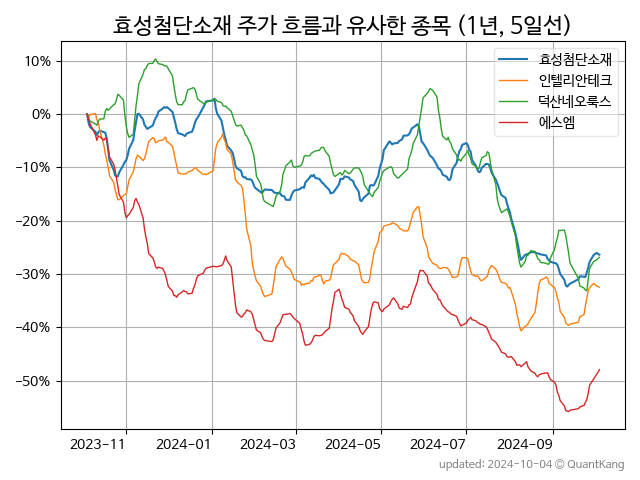 효성첨단소재 주가 흐름과 유사한 종목 (1년, 5일선)
효성첨단소재
인텔리안테크
덕산네오룩스
에스엠
10%
0%
−10%
−20%
−30%
−40%
−50%
2023-11
2024-01
2024-03
2024-05
2024-07
2024-09
updated: 2024-10-04 © QuantKang